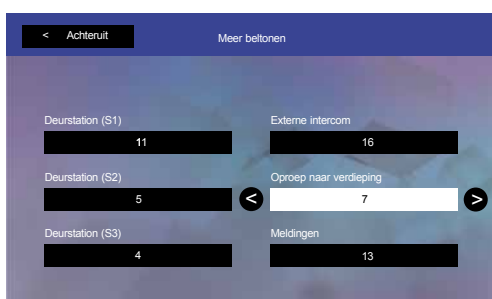 < Achteruit
Meer beltonen
Deurstation (S1)
11
Externe intercom
16
Deurstation (S2)
5
Oproep naar verdieping
< 7 >
Deurstation (S3)
4
Meldingen
13